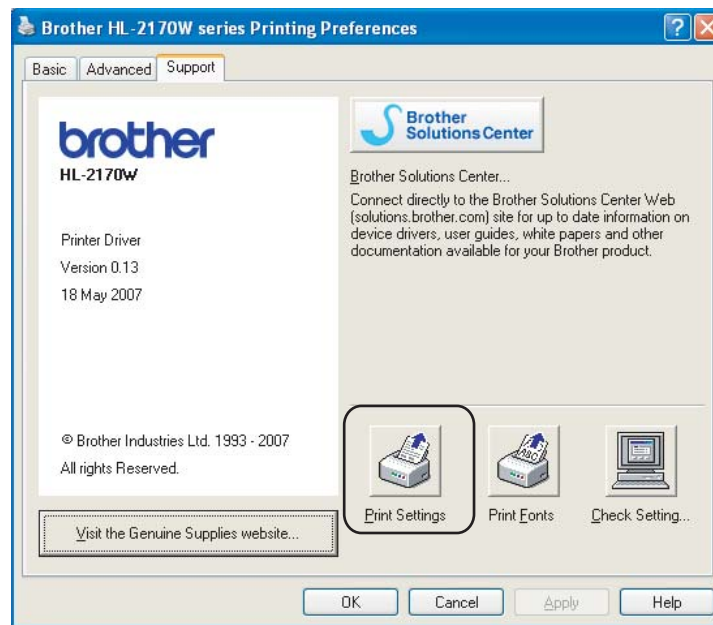 Brother HL-2170W series Printing Preferences
Basic
Advanced
Support
brother
HL-2170W
Printer Driver
Version 0.13
18 May 2007
© Brother Industries Ltd. 1993 - 2007
All rights Reserved.
Visit the Genuine Supplies website...
Brother
Solutions Center
Brother Solutions Center...
Connect directly to the Brother Solutions Center Web
(solutions.brother.com) site for up to date information on
device drivers, user guides, white papers and other
documentation available for your Brother product.
ABC
Print Settings
Print Fonts
Check Setting...
OK
Cancel
Apply
Help